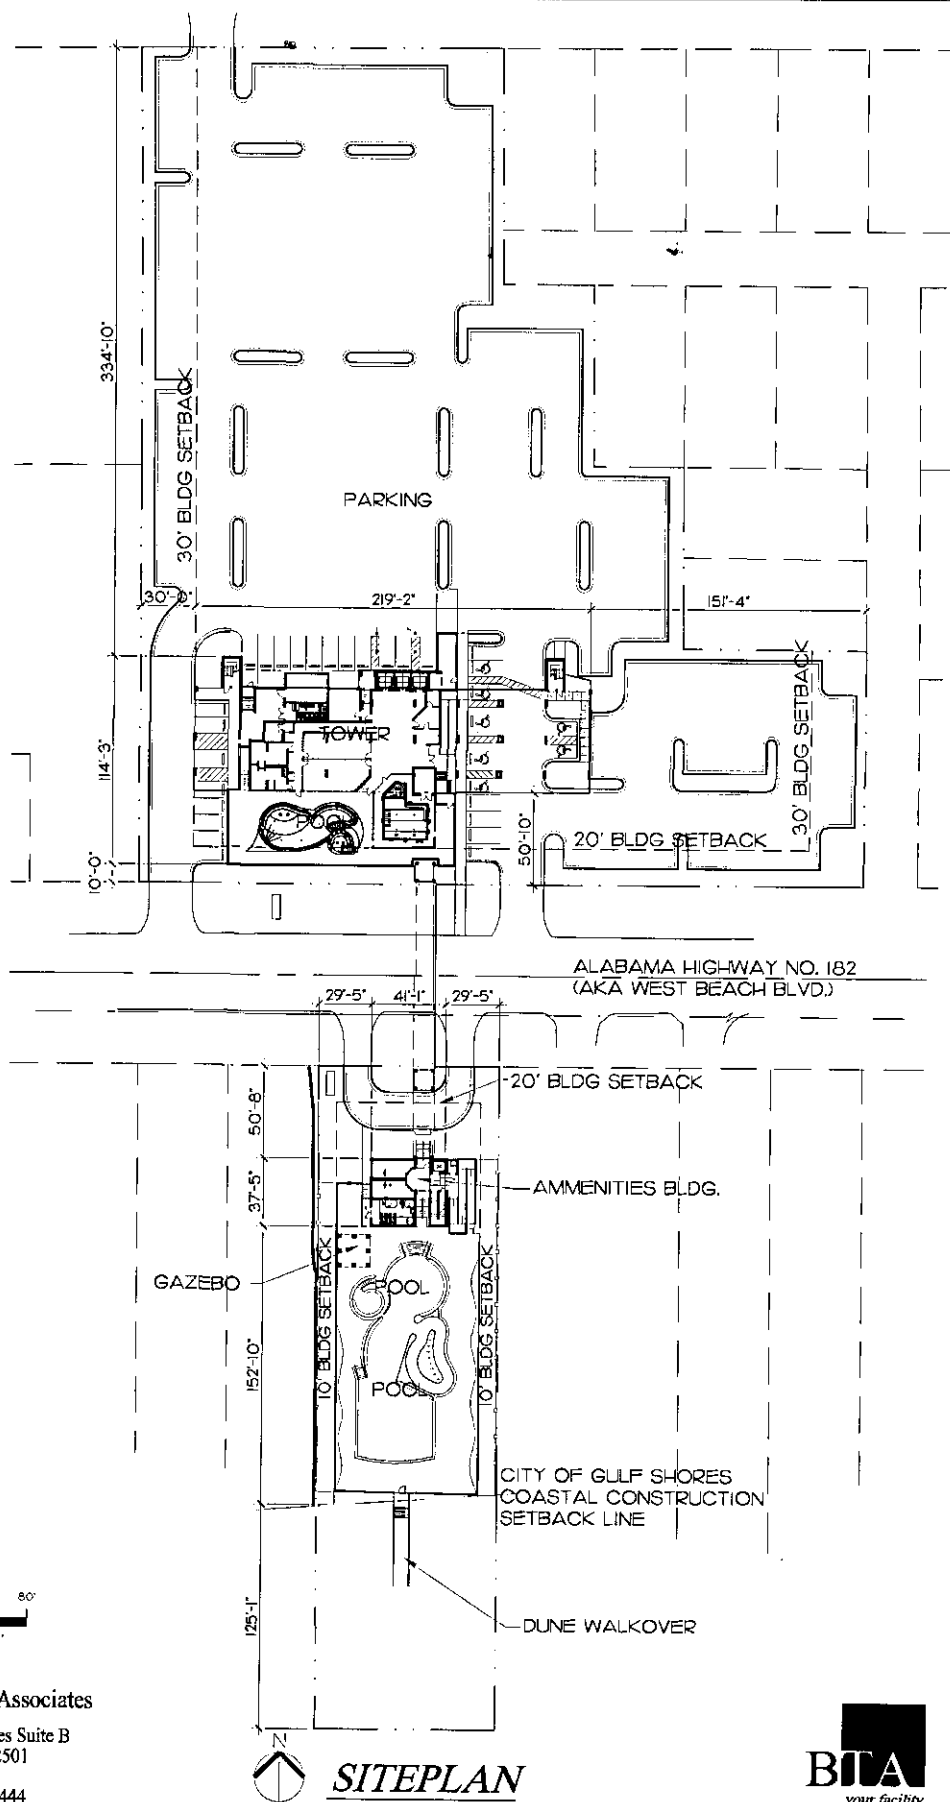 334'-10"
30' BLDG SETBACK
PARKING
30'-0"
219'-2"
151'-4"
114'-3"
TOWER
30' BLDG SETBACK
50'-10"
20' BLDG SETBACK
10'-0"
ALABAMA HIGHWAY NO. 182
(AKA WEST BEACH BLVD.)
29'-5"
41'-1"
29'-5"
20' BLDG SETBACK
50'-8"
AMMENITIES BLDG.
37'-5"
GAZEBO
10' BLDG SETBACK
POOL
10' BLDG SETBACK
152'-10"
POOL
CITY OF GULF SHORES
COASTAL CONSTRUCTION
SETBACK LINE
80'
125'-1"
DUNE WALKOVER
Associates
es Suite B
501
444
N
SITEPLAN
BTA
your facility